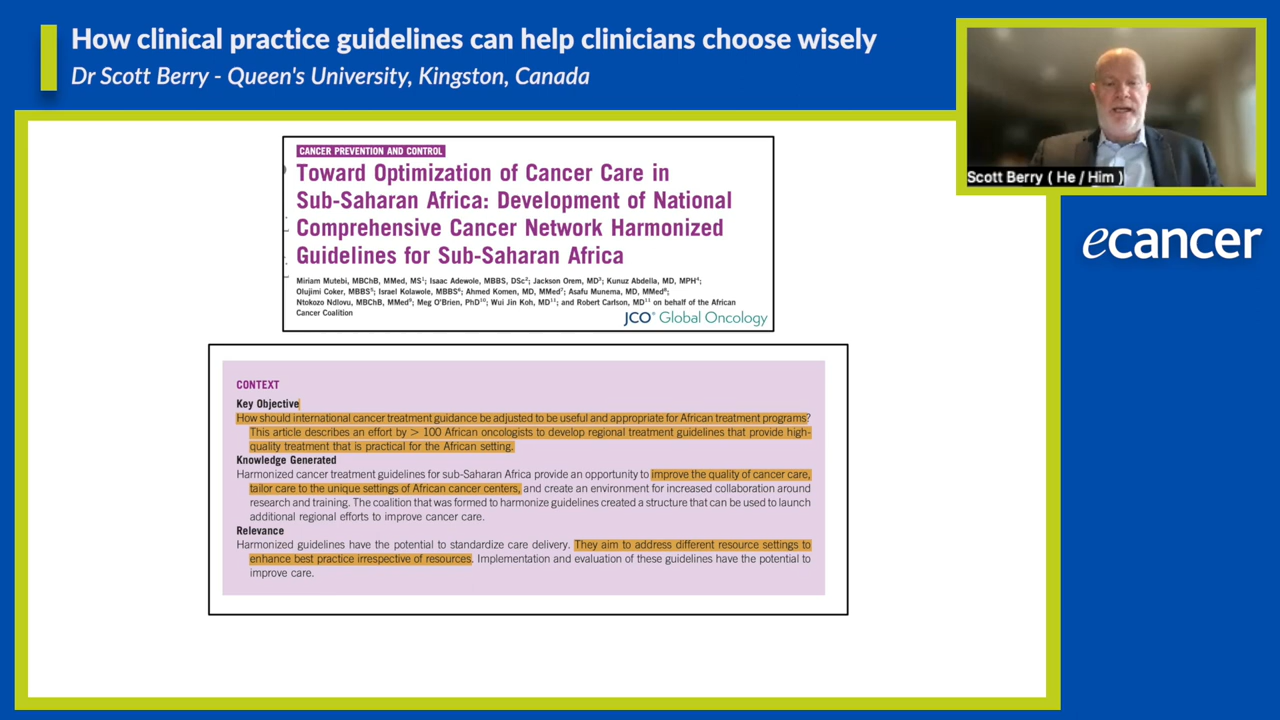 How clinical practice guidelines can help clinicians choose wisely
Dr Scott Berry - Queen's University, Kingston, Canada
Scott Berry ( He / Him )
ecancer
CANCER PREVENTION AND CONTROL
Toward Optimization of Cancer Care in
Sub-Saharan Africa: Development of National
Comprehensive Cancer Network Harmonized
Guidelines for Sub-Saharan Africa
Miriam Mutebi, MBChB, MMed, MS1; Isaac Adewole, MBBS, DSc2; Jackson Orem, MD3; Kunuz Abdella, MD, MPH4;
Olujimi Coker, MBBS5; Israel Kolawole, MBBS6; Ahmed Komen, MD, MMed7; Asafu Munema, MD, MMed8;
Ntokozo Ndlovu, MBChB, MMed9; Meg O'Brien, PhD10; Wui Jin Koh, MD11; and Robert Carlson, MD11 on behalf of the African
Cancer Coalition
JCO® Global Oncology
CONTEXT
Key Objective
How should international cancer treatment guidance be adjusted to be useful and appropriate for African treatment programs?
This article describes an effort by > 100 African oncologists to develop regional treatment guidelines that provide high-
quality treatment that is practical for the African setting.
Knowledge Generated
Harmonized cancer treatment guidelines for sub-Saharan Africa provide an opportunity to improve the quality of cancer care,
tailor care to the unique settings of African cancer centers, and create an environment for increased collaboration around
research and training. The coalition that was formed to harmonize guidelines created a structure that can be used to launch
additional regional efforts to improve cancer care.
Relevance
Harmonized guidelines have the potential to standardize care delivery. They aim to address different resource settings to
enhance best practice irrespective of resources. Implementation and evaluation of these guidelines have the potential to
improve care.